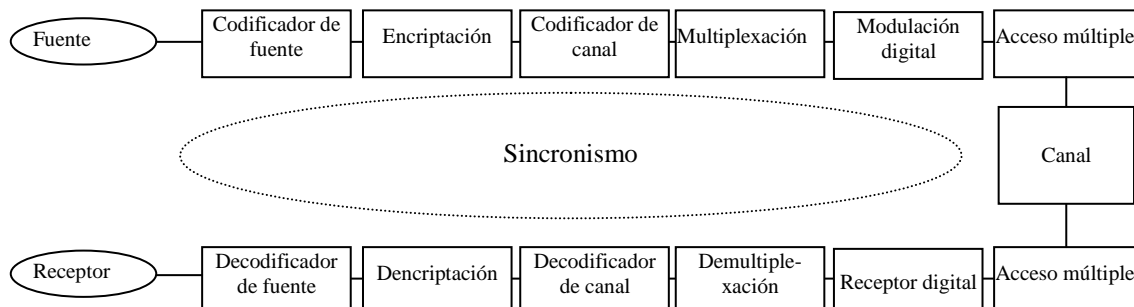 Fuente
Codificador de
fuente
Encriptación
Codificador de
canal
Multiplexación
Modulación
digital
Acceso múltiple
Sincronismo
Canal
Receptor
Decodificador
de fuente
Dencriptación
Decodificador
de canal
Demultiple-
xación
Receptor digital
Acceso múltiple